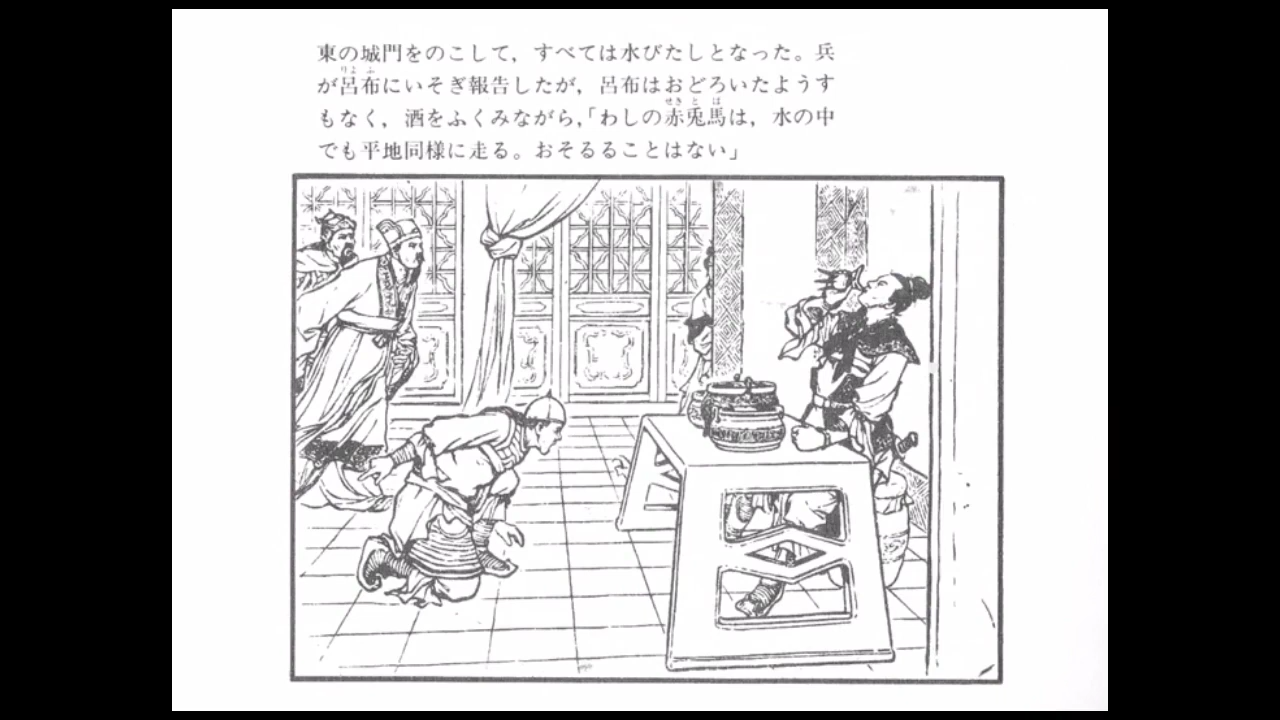 東の城門をのこして，すべては水びたしとなった。兵
が呂布にいそぎ報告したが，呂布はおどろいたようす
もなく，酒をふくみながら，「わしの赤兎馬は，水の中
でも平地同様に走る。おそるることはない」